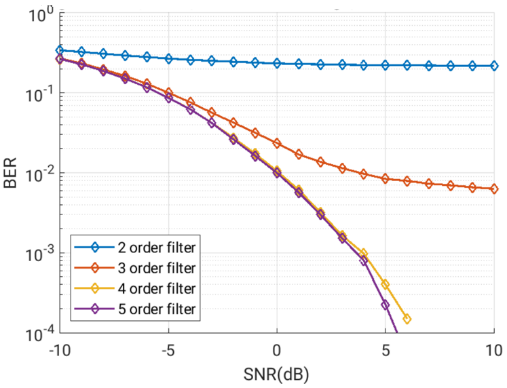 10^0
10^-1
10^-2
10^-3
10^-4
BER
2 order filter
3 order filter
4 order filter
5 order filter
-10 -5 0 5 10
SNR(dB)